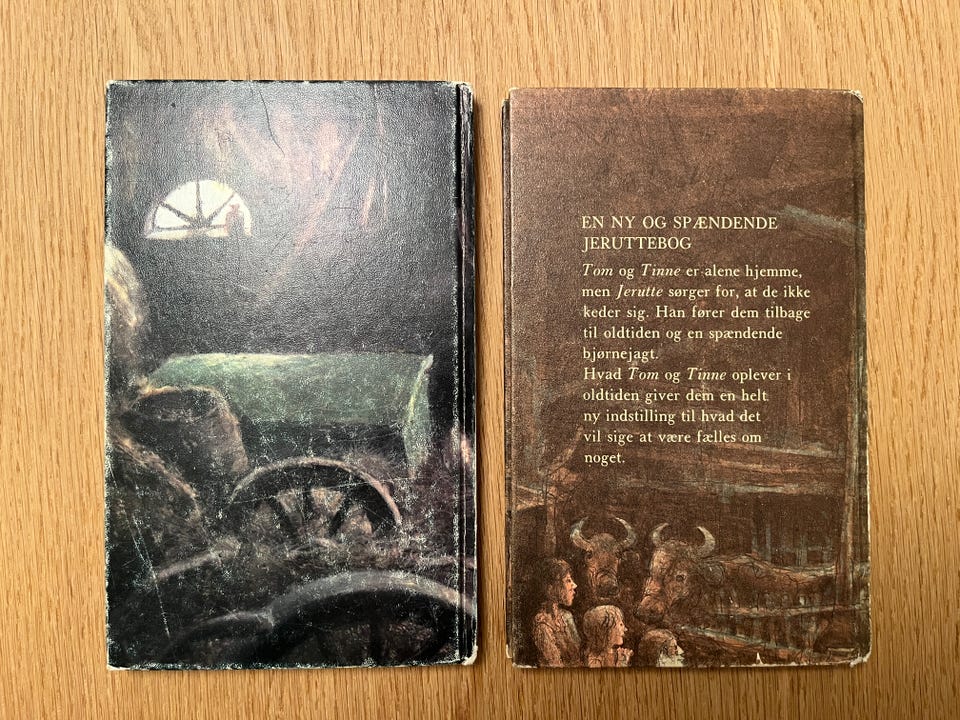 EN NY OG SPÆNDENDE
JERUTTEBOG
Tom og Tinne er alene hjemme,
men Jerutte sørger for, at de ikke
keder sig. Han fører dem tilbage
til oldtiden og en spændende
bjørnejagt.
Hvad Tom og Tinne oplever i
oldtiden giver dem en helt
ny indstilling til hvad det
vil sige at være fælles om
noget.